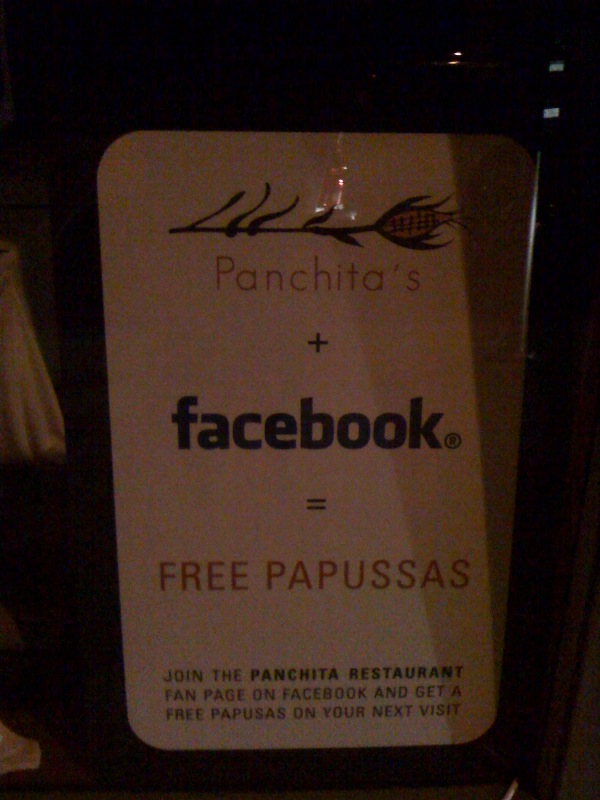 Panchita's
+
facebook®
=
FREE PAPUSSAS
JOIN THE PANCHITA RESTAURANT
FAN PAGE ON FACEBOOK AND GET A
FREE PAPUSAS ON YOUR NEXT VISIT